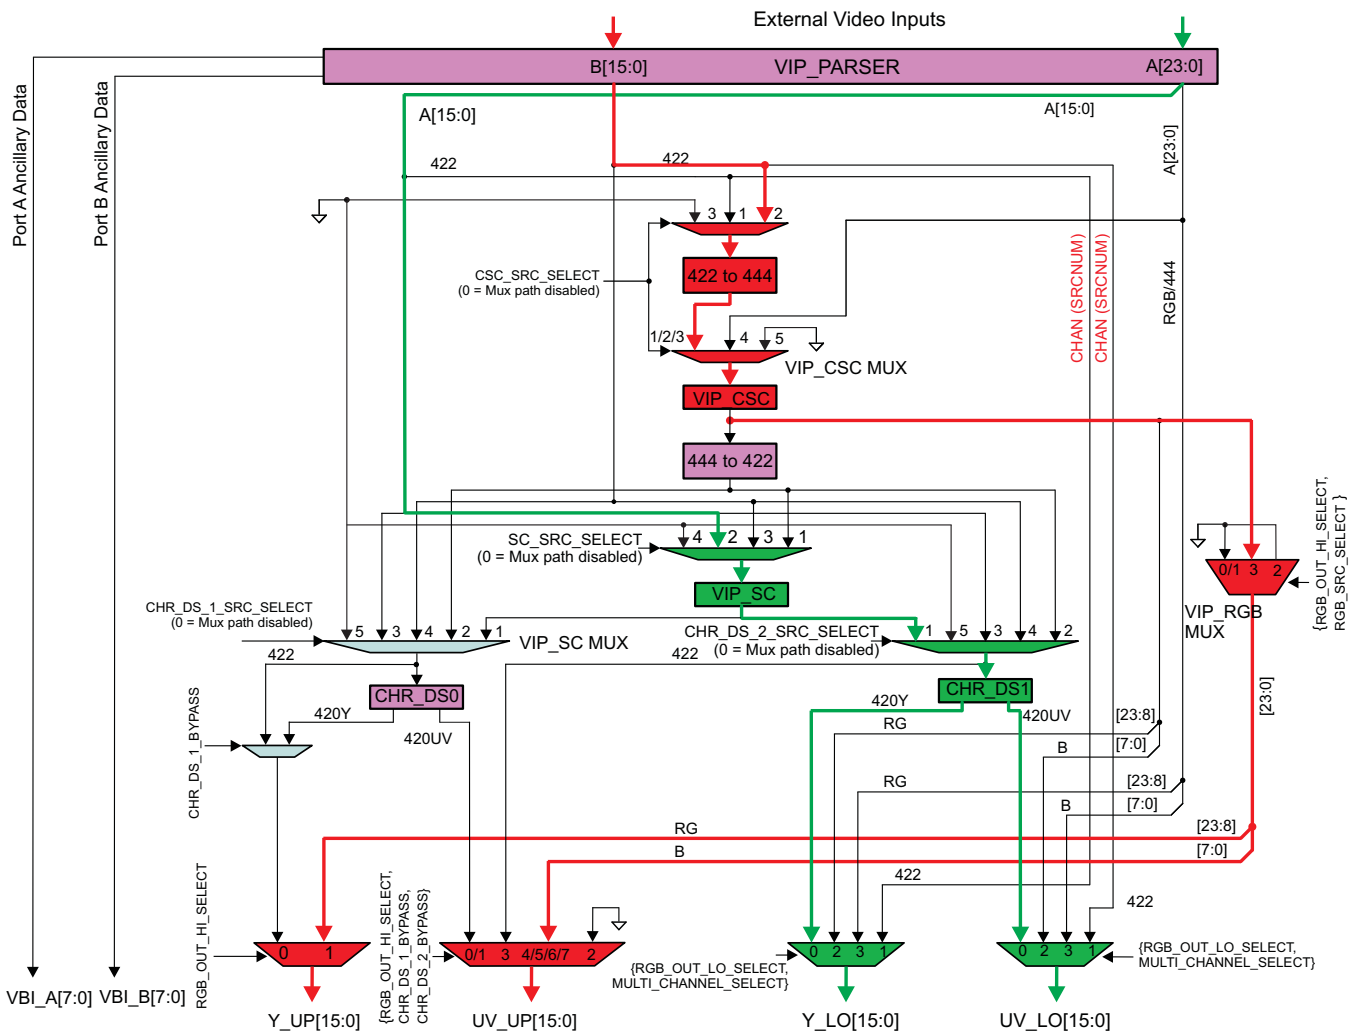 External Video Inputs
B[15:0]
VIP_PARSER
A[23:0]
A[15:0]
A[15:0]
Port A Ancillary Data
Port B Ancillary Data
A[23:0]
422
422
3
1
2
CSC_SRC_SELECT
(0 = Mux path disabled)
422 to 444
CHAN (SRCNUM)
CHAN (SRCNUM)
RGB/444
1/2/3
4
5
VIP_CSC MUX
VIP_CSC
444 to 422
SC_SRC_SELECT
(0 = Mux path disabled)
4
2
3
1
{RGB_OUT_HI_SELECT,
RGB_SRC_SELECT }
0/1
3
2
VIP_RGB
MUX
VIP_SC
CHR_DS_1_SRC_SELECT
(0 = Mux path disabled)
5
3
4
2
1
VIP_SC MUX
CHR_DS_2_SRC_SELECT
(0 = Mux path disabled)
1
5
3
4
2
422
422
CHR_DS0
CHR_DS1
[23:0]
420Y
420UV
420Y
420UV
CHR_DS_1_BYPASS
RG
[23:8]
B
[7:0]
RG
[23:8]
B
[7:0]
RG
[23:8]
B
[7:0]
422
422
RGB_OUT_HI_SELECT
0
1
{RGB_OUT_HI_SELECT,
CHR_DS_1_BYPASS,
CHR_DS_2_BYPASS}
0/1
3
4/5/6/7
2
{RGB_OUT_LO_SELECT,
MULTI_CHANNEL_SELECT}
0
2
3
1
0
2
3
1
{RGB_OUT_LO_SELECT,
MULTI_CHANNEL_SELECT}
VBI_A[7:0]
VBI_B[7:0]
Y_UP[15:0]
UV_UP[15:0]
Y_LO[15:0]
UV_LO[15:0]